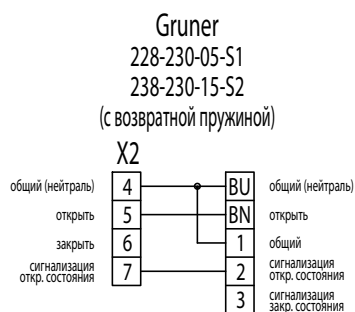 Gruner
228-230-05-S1
238-230-15-S2
(с возвратной пружиной)
X2
общий (нейтраль) 4 BU общий (нейтраль)
открыть 5 BN открыть
закрыть 6 1 общий
сигнализация откр. состояния 7 2 сигнализация откр. состояния
3 сигнализация закр. состояния